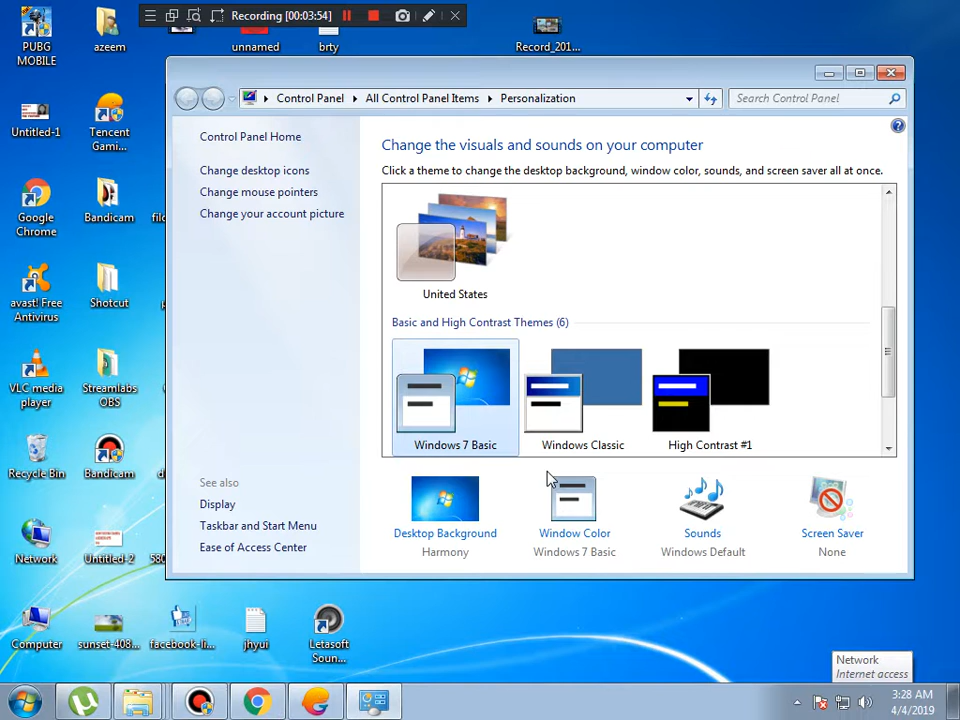 Recording [00:03:54]
PUBG
MOBILE
azeem
unnamed
brty
Record_201...
Untitled-1
Tencent
Gami...
Google
Chrome
Bandicam
avast! Free
Antivirus
Shotcut
VLC media
player
Streamlabs
OBS
Recycle Bin
Bandicam
Network
Untitled-2
580
Computer
sunset-408...
facebook-li...
jhyui
Letasoft
Soun...
Control Panel
All Control Panel Items
Personalization
Search Control Panel
Control Panel Home
Change desktop icons
Change mouse pointers
Change your account picture
See also
Display
Taskbar and Start Menu
Ease of Access Center
Change the visuals and sounds on your computer
Click a theme to change the desktop background, window color, sounds, and screen saver all at once.
United States
Basic and High Contrast Themes (6)
Windows 7 Basic
Windows Classic
High Contrast #1
Desktop Background
Harmony
Window Color
Windows 7 Basic
Sounds
Windows Default
Screen Saver
None
Network
Internet access
3:28 AM
4/4/2019